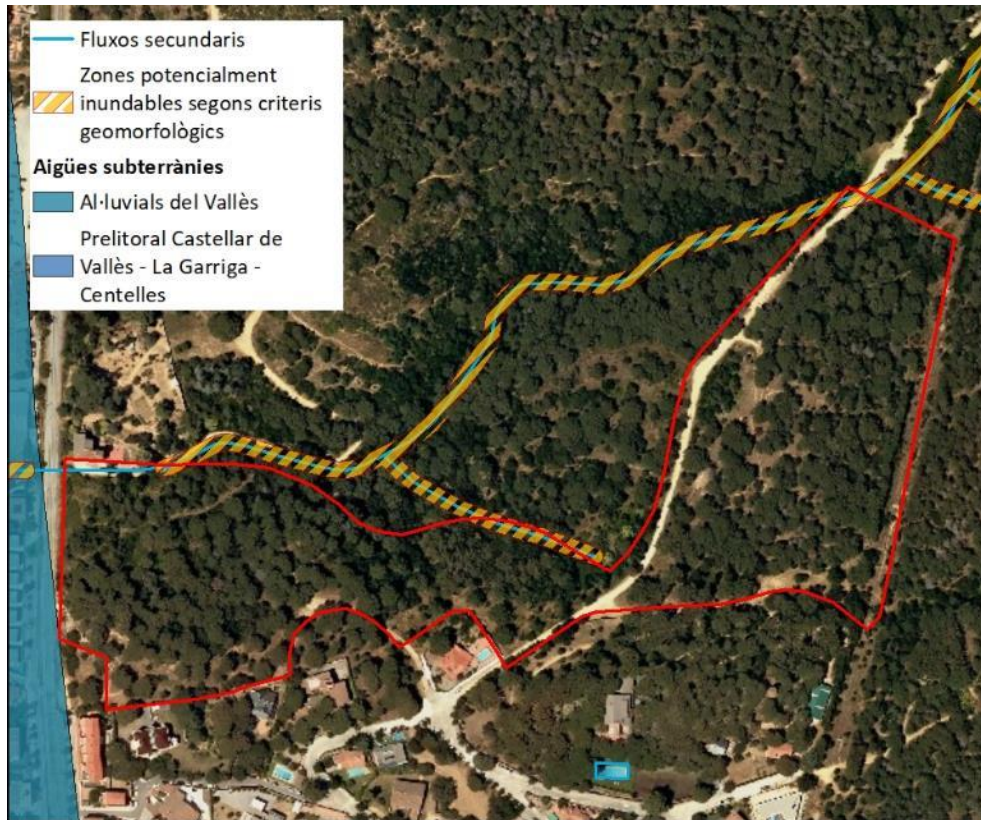 Fluxos secundaris
Zones potencialment
inundables segons criteris
geomorfològics
Aigües subterrànies
Al·luvials del Vallès
Prelitoral Castellar de
Vallès - La Garriga -
Centelles